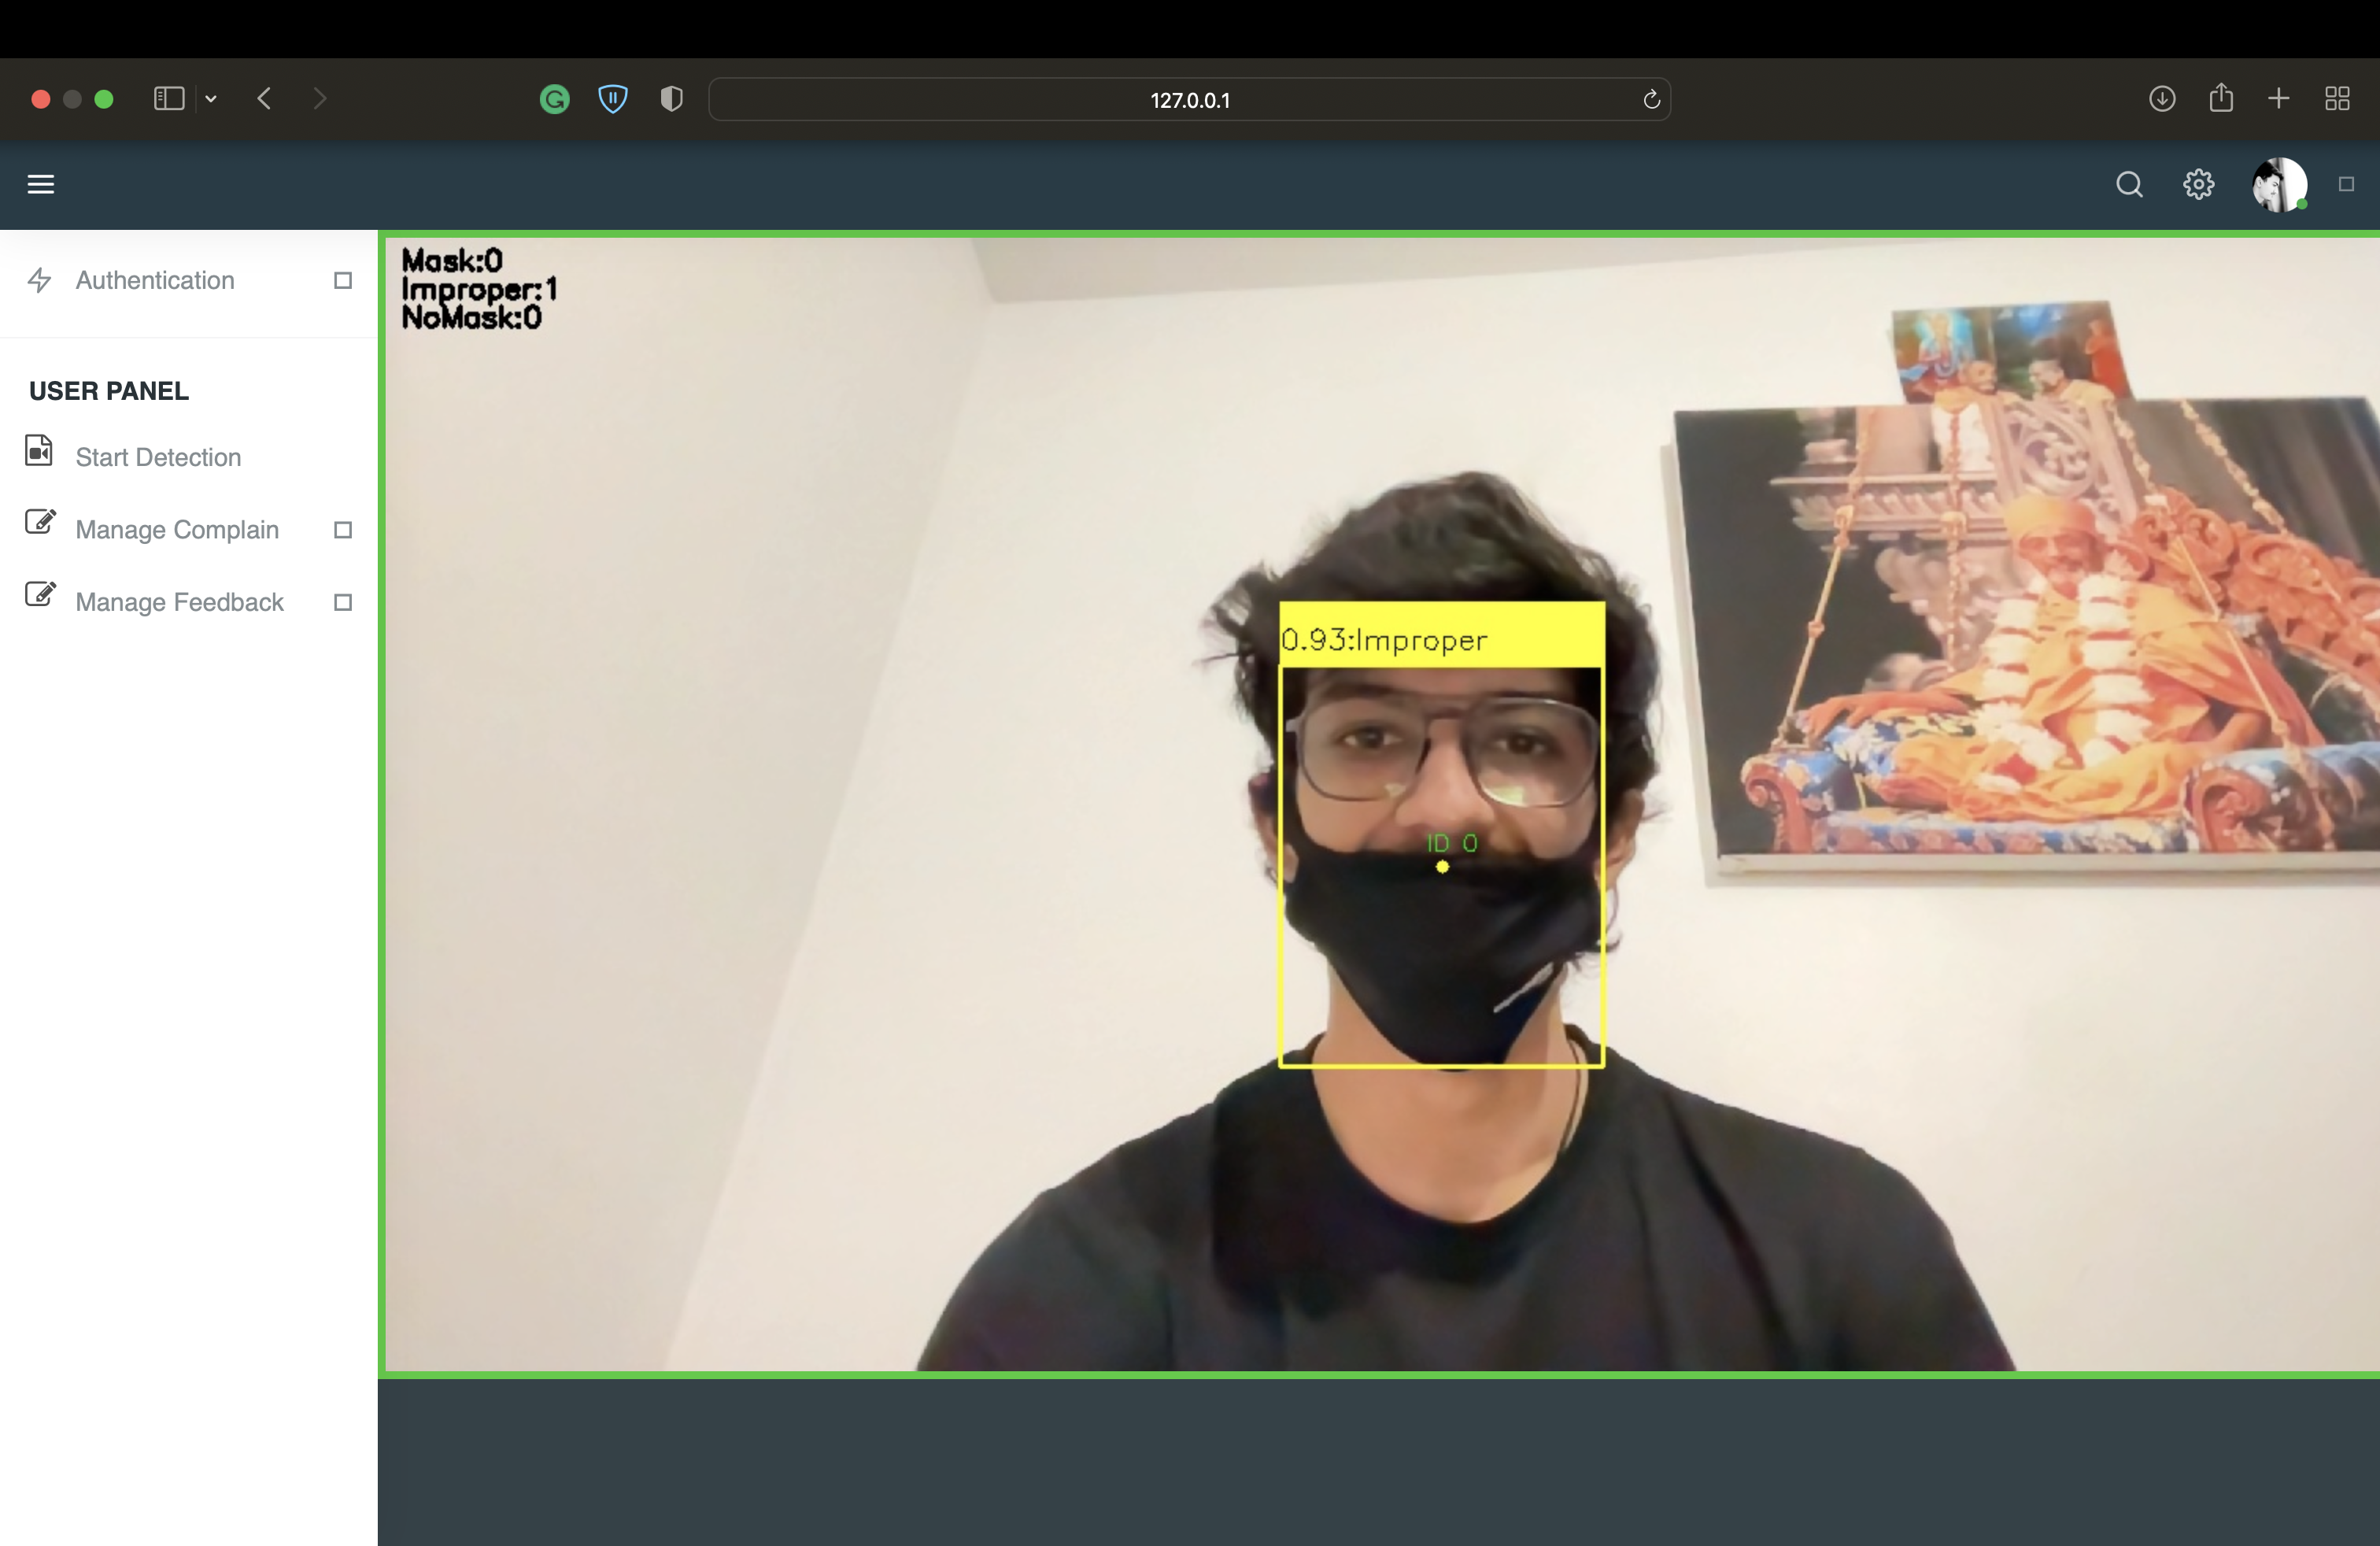 127.0.0.1
Authentication
USER PANEL
Start Detection
Manage Complain
Manage Feedback
Mask:0
Improper:1
NoMask:0
0.93:Improper
ID 0